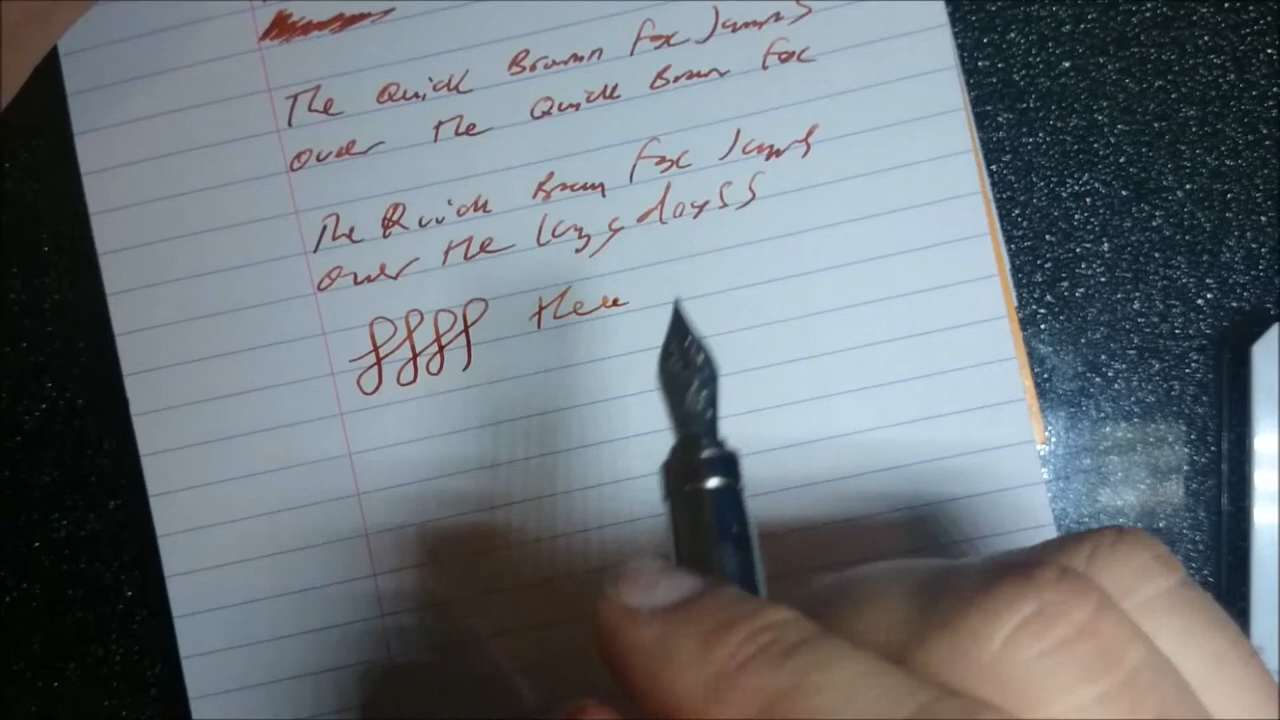 The Quick Brown Fox Jumps
over the Quick Brown Fox
The Quick Brown Fox Jumps
over the lazy dogss
ffff there